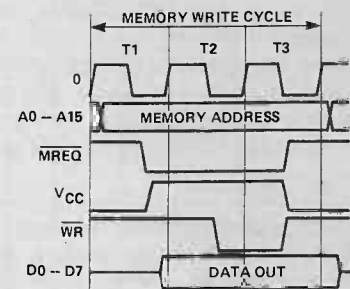 MEMORY WRITE CYCLE
T1 T2 T3
0
A0 -- A15 MEMORY ADDRESS
MREQ
VCC
WR
D0 -- D7 DATA OUT